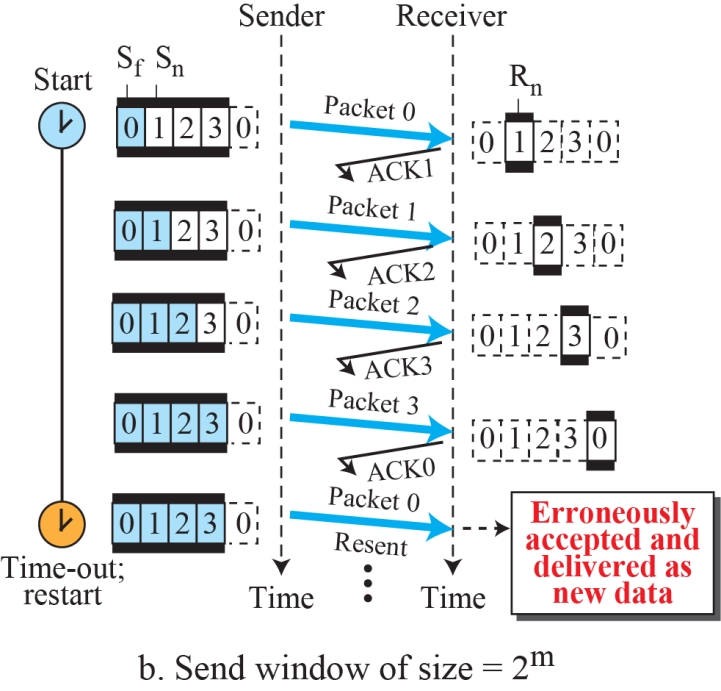 Sender Receiver
Start
Sf Sn
0 1 2 3 0
Packet 0
Rn
0 1 2 3 0
ACK1
0 1 2 3 0
Packet 1
0 1 2 3 0
ACK2
0 1 2 3 0
Packet 2
0 1 2 3 0
ACK3
0 1 2 3 0
Packet 3
0 1 2 3 0
ACK0
0 1 2 3 0
Packet 0
Resent
Erroneously
accepted and
delivered as
new data
Time-out;
restart
Time
Time
b. Send window of size = 2^m